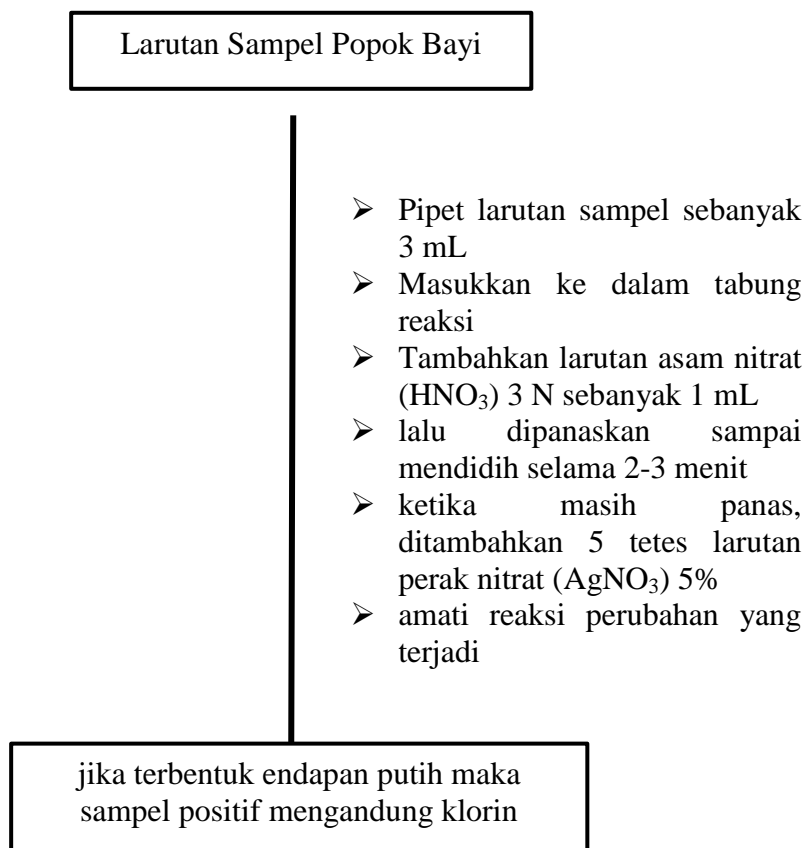 Larutan Sampel Popok Bayi
➢ Pipet larutan sampel sebanyak
3 mL
➢ Masukkan ke dalam tabung
reaksi
➢ Tambahkan larutan asam nitrat
(HNO₃) 3 N sebanyak 1 mL
➢ lalu dipanaskan sampai
mendidih selama 2-3 menit
➢ ketika masih panas,
ditambahkan 5 tetes larutan
perak nitrat (AgNO₃) 5%
➢ amati reaksi perubahan yang
terjadi
jika terbentuk endapan putih maka
sampel positif mengandung klorin